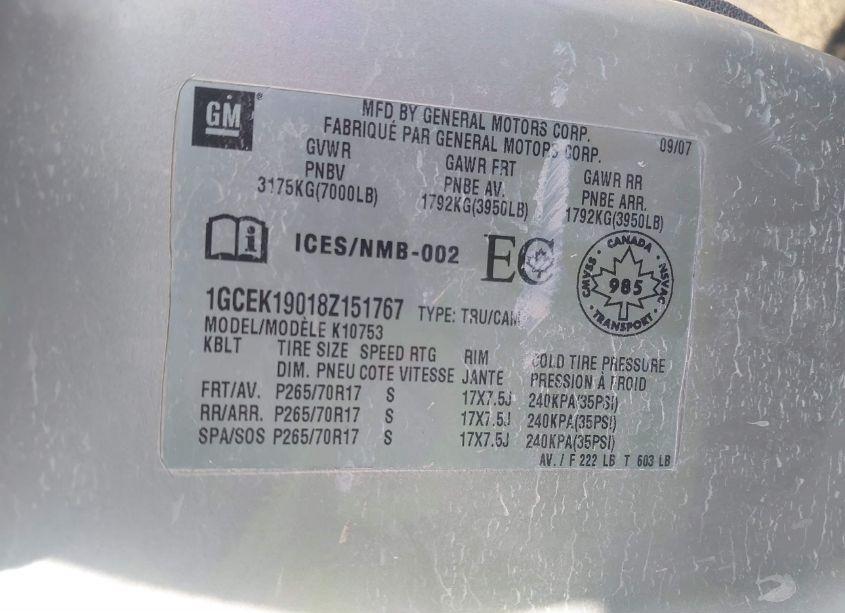 GM
MFD BY GENERAL MOTORS CORP.
FABRIQUÉ PAR GENERAL MOTORS CORP.
09/07
GVWR GAWR FRT GAWR RR
PNBV PNBE AV. PNBE ARR.
3175KG(7000LB) 1792KG(3950LB) 1792KG(3950LB)
i ICES/NMB-002 EC
CANADA
CMVSS NSVAC
985
TRANSPORT
1GCEK19018Z151767 TYPE: TRU/CAM
MODEL/MODÈLE K10753
KBLT TIRE SIZE SPEED RTG RIM COLD TIRE PRESSURE
DIM. PNEU COTE VITESSE JANTE PRESSION À FROID
FRT/AV. P265/70R17 S 17X7.5J 240KPA(35PSI)
RR/ARR. P265/70R17 S 17X7.5J 240KPA(35PSI)
SPA/SOS P265/70R17 S 17X7.5J 240KPA(35PSI)
AV. / F 222 LB T 603 LB